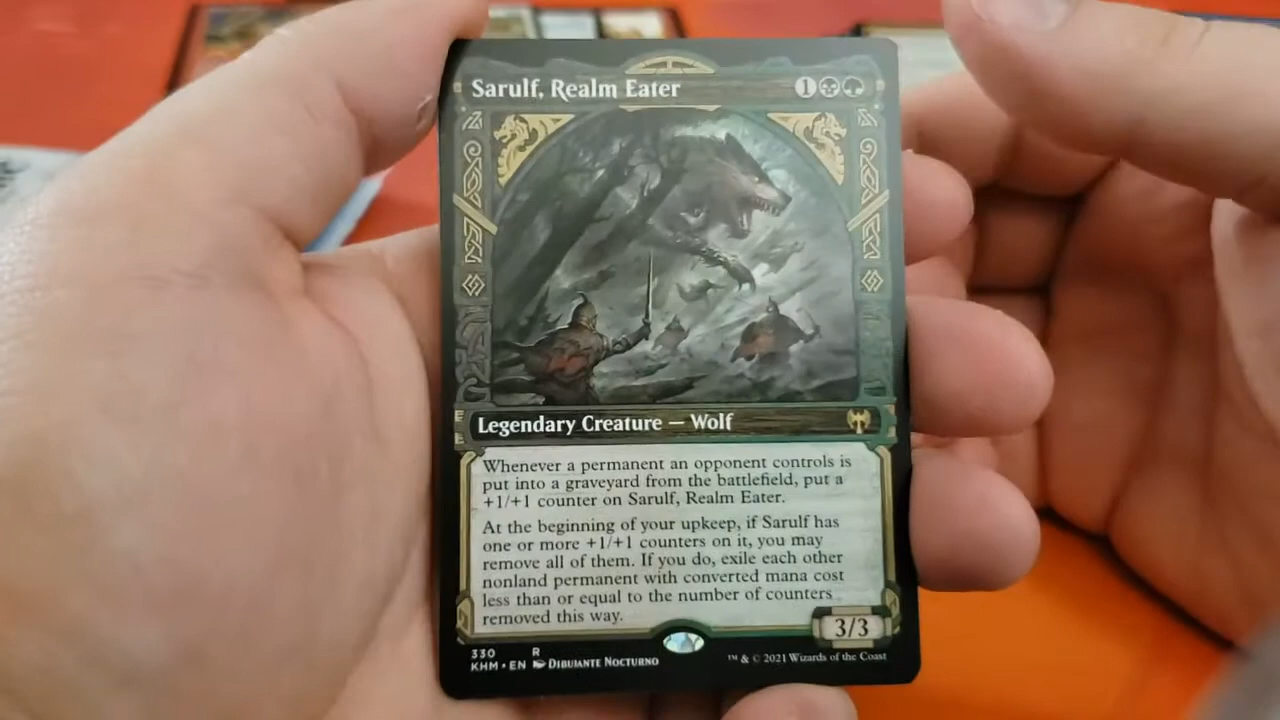 Sarulf, Realm Eater 1
Legendary Creature — Wolf
Whenever a permanent an opponent controls is
put into a graveyard from the battlefield, put a
+1/+1 counter on Sarulf, Realm Eater.
At the beginning of your upkeep, if Sarulf has
one or more +1/+1 counters on it, you may
remove all of them. If you do, exile each other
nonland permanent with converted mana cost
less than or equal to the number of counters
removed this way.
3/3
330 R
KHM • EN DIBUJANTE NOCTURNO
™ & © 2021 Wizards of the Coast